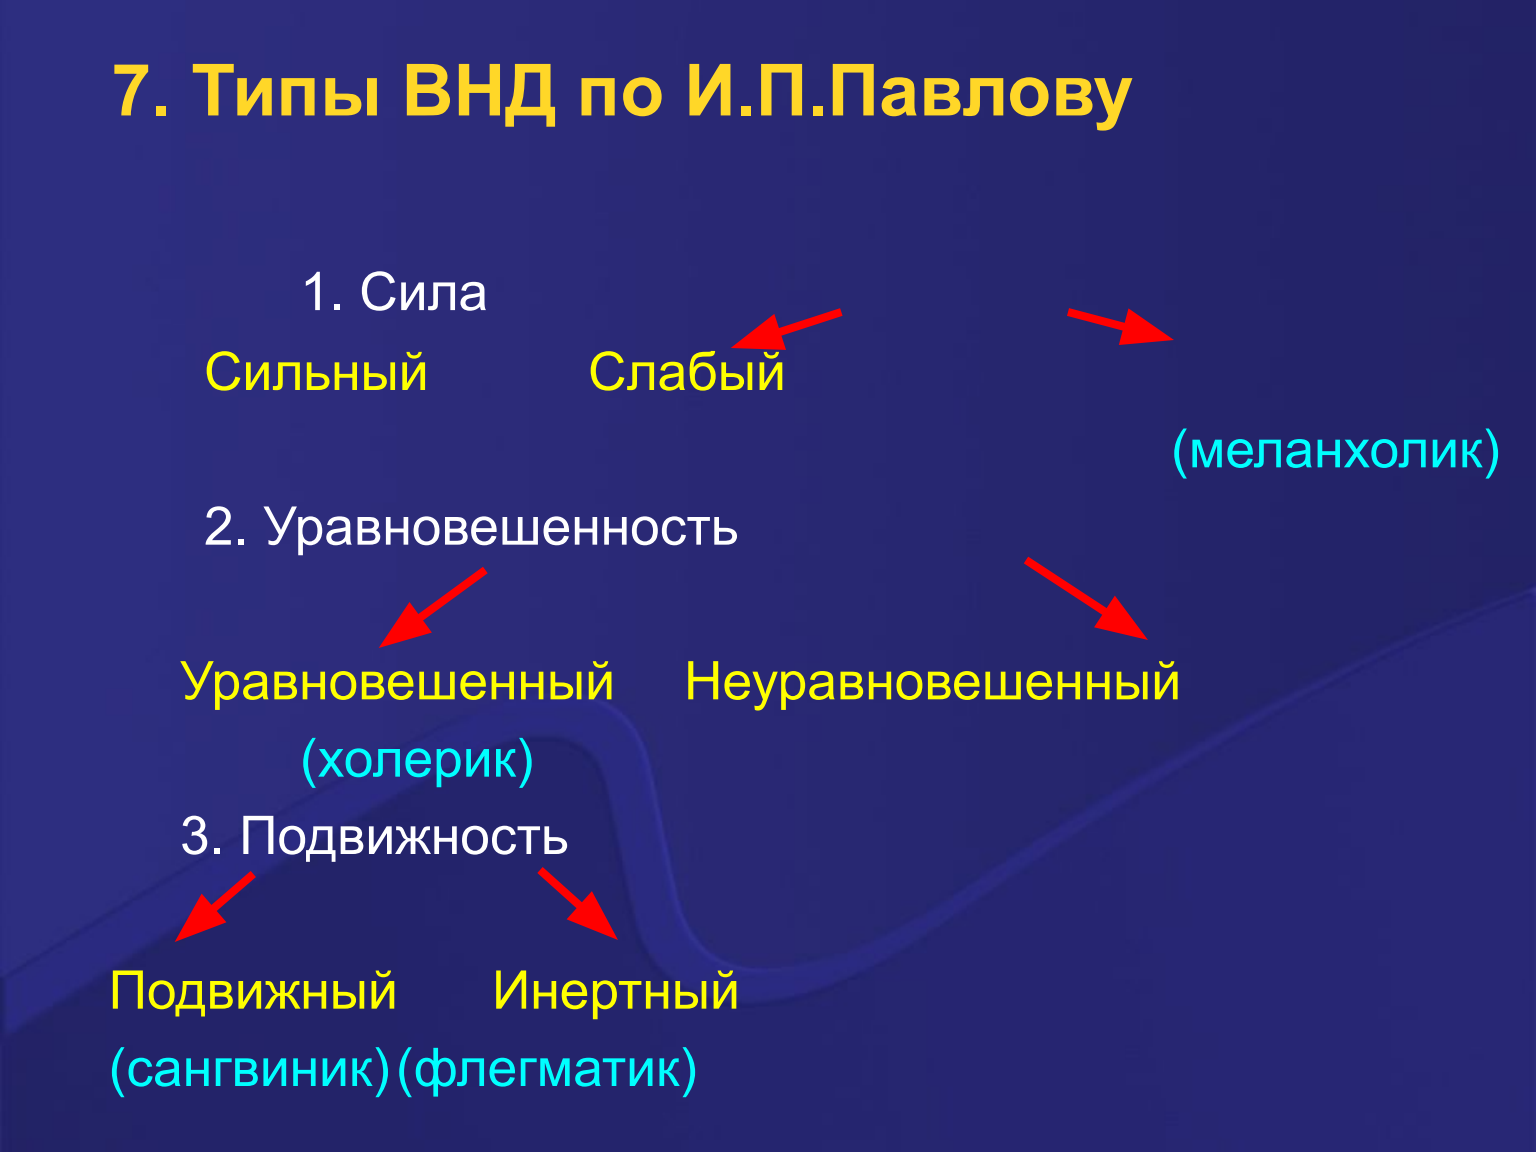 7. Типы ВНД по И.П.Павлову
1. Сила
Сильный Слабый
(меланхолик)
2. Уравновешенность
Уравновешенный Неуравновешенный
(холерик)
3. Подвижность
Подвижный Инертный
(сангвиник) (флегматик)